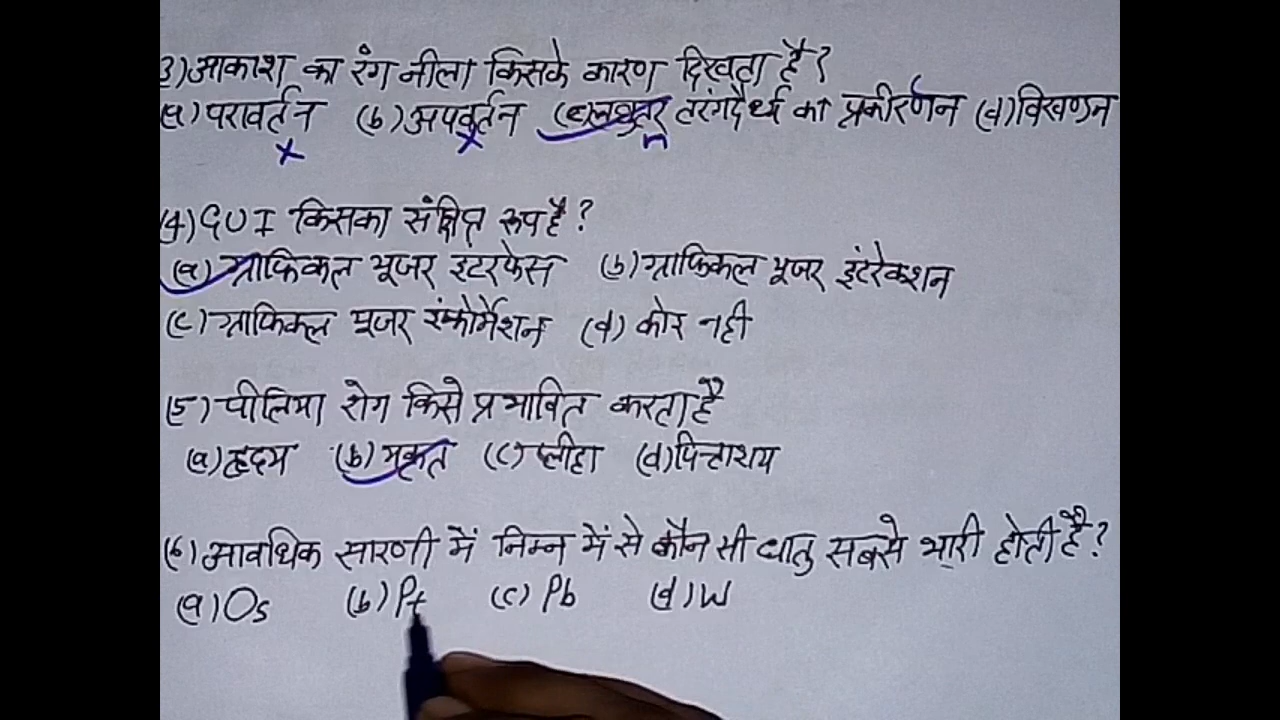 3) आकाश का रंग नीला किसके कारण दिखता है?
(a) परावर्तन (b) अपवर्तन (c) लघुतर तरंगदैर्ध्य का प्रकीरर्णन (d) विखण्डन
(4) GUI किसका संक्षिप्त रूप है?
(a) ग्राफिकल यूजर इंटरफेस (b) ग्राफिकल यूजर इंटरेक्शन
(c) ग्राफिकल यूजर इंफोर्मेशन (d) कोई नही
(5) पीलिया रोग किसे प्रभावित करता है
(a) हृदय (b) यकृत (c) प्लीहा (d) पित्ताशय
(6) आवधिक सारणी में निम्न में से कौन सी धातु सबसे भारी होती है?
(a) Os (b) Pt (c) Pb (d) W